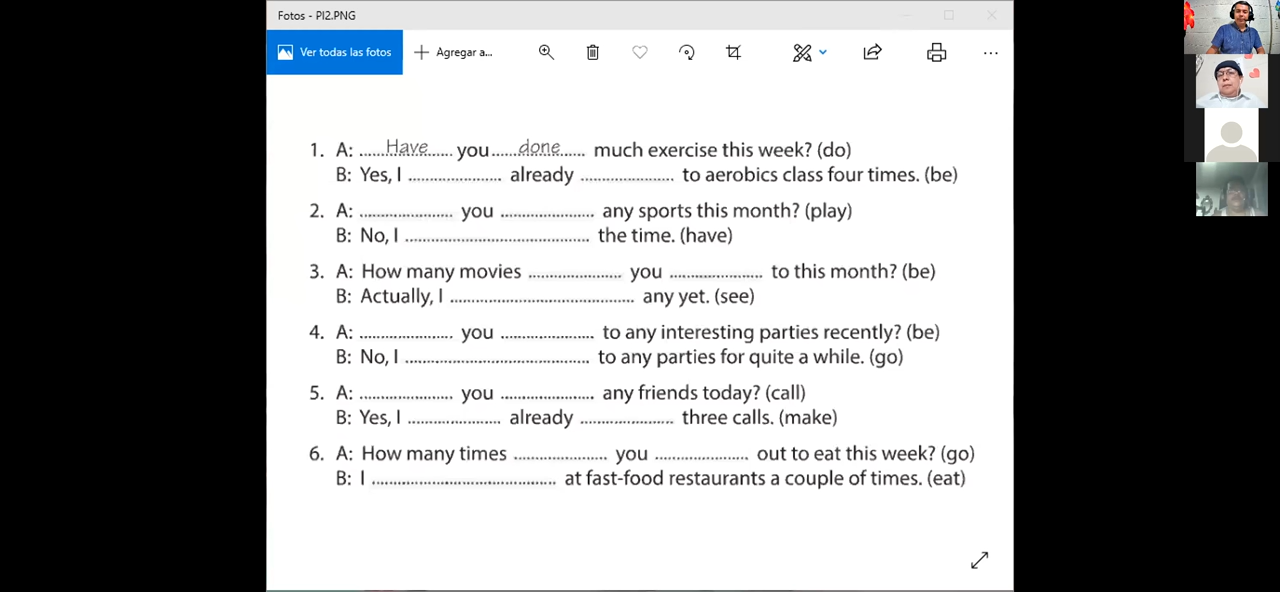 Fotos - PI2.PNG
Ver todas las fotos
Agregar a...
1. A: Have you done much exercise this week? (do)
B: Yes, I .................... already .................... to aerobics class four times. (be)
2. A: .................... you .................... any sports this month? (play)
B: No, I ........................................ the time. (have)
3. A: How many movies .................... you .................... to this month? (be)
B: Actually, I ........................................ any yet. (see)
4. A: .................... you .................... to any interesting parties recently? (be)
B: No, I ........................................ to any parties for quite a while. (go)
5. A: .................... you .................... any friends today? (call)
B: Yes, I .................... already .................... three calls. (make)
6. A: How many times .................... you .................... out to eat this week? (go)
B: I ........................................ at fast-food restaurants a couple of times. (eat)